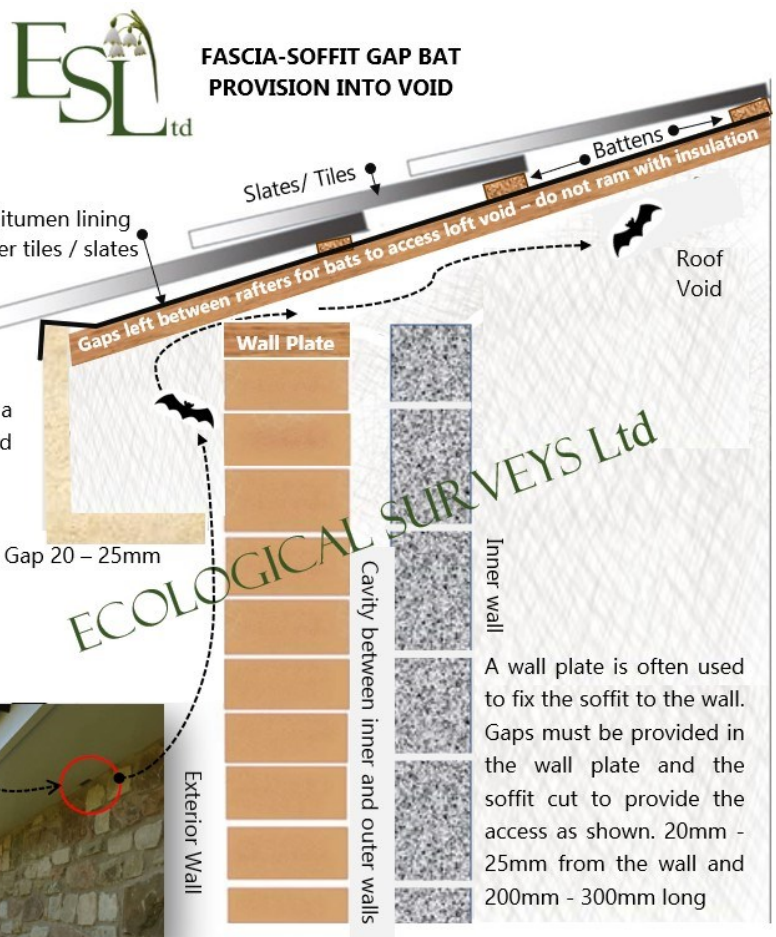 ESLtd
FASCIA-SOFFIT GAP BAT
PROVISION INTO VOID
Battens
Slates/ Tiles
itumen lining
er tiles / slates
Gaps left between rafters for bats to access loft void – do not ram with insulation
Roof
Void
Wall Plate
a
d
ECOLOGICAL SURVEYS Ltd
Gap 20 – 25mm
Cavity between inner and outer walls
Inner wall
Exterior Wall
A wall plate is often used
to fix the soffit to the wall.
Gaps must be provided in
the wall plate and the
soffit cut to provide the
access as shown. 20mm -
25mm from the wall and
200mm - 300mm long